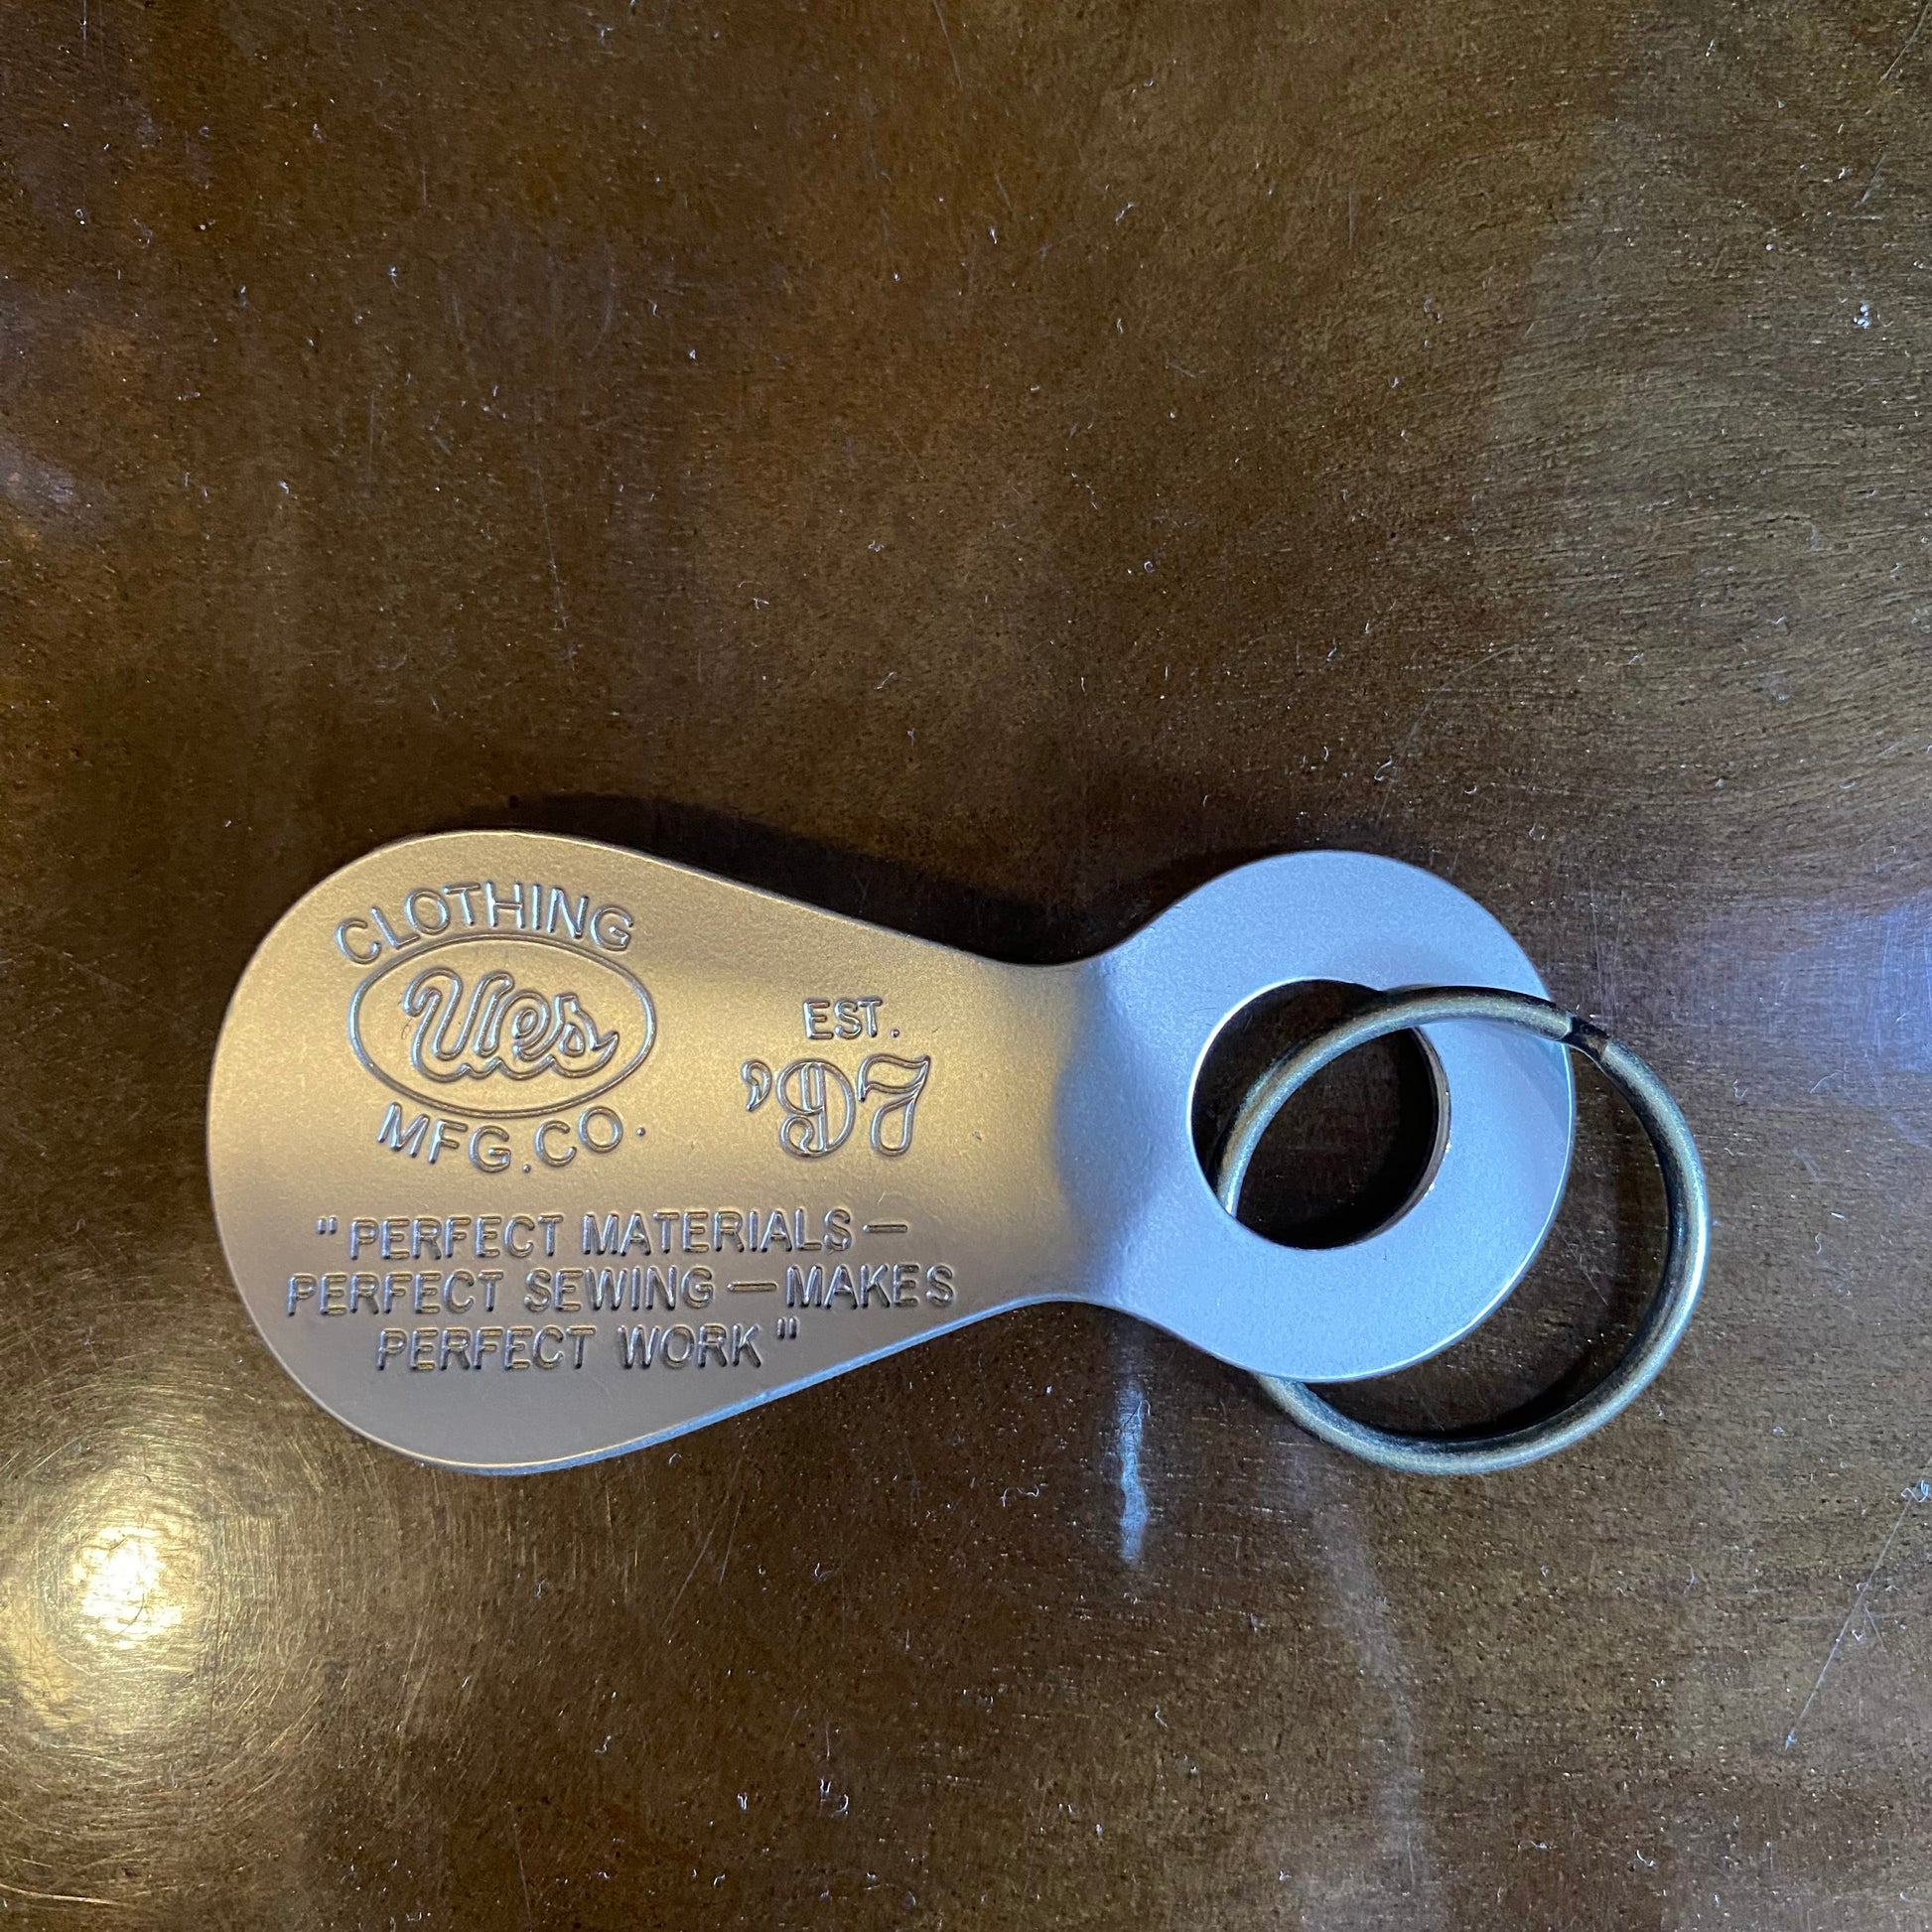 CLOTHING
Ues
MFG.CO.
EST.
'97
"PERFECT MATERIALS—
PERFECT SEWING—MAKES
PERFECT WORK"